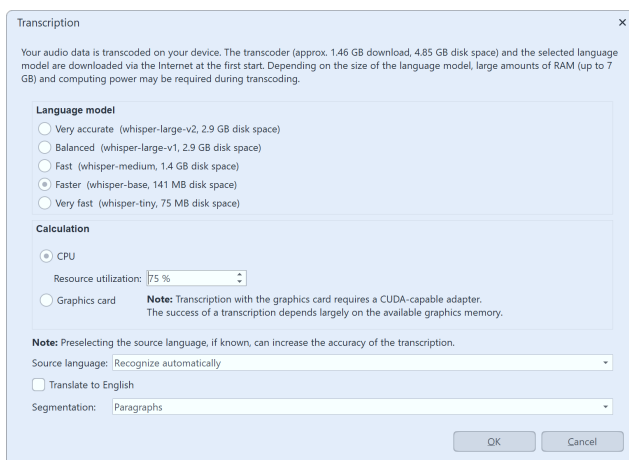 Transcription
Your audio data is transcoded on your device. The transcoder (approx. 1.46 GB download, 4.85 GB disk space) and the selected language
model are downloaded via the Internet at the first start. Depending on the size of the language model, large amounts of RAM (up to 7
GB) and computing power may be required during transcoding.
Language model
Very accurate (whisper-large-v2, 2.9 GB disk space)
Balanced (whisper-large-v1, 2.9 GB disk space)
Fast (whisper-medium, 1.4 GB disk space)
Faster (whisper-base, 141 MB disk space)
Very fast (whisper-tiny, 75 MB disk space)
Calculation
CPU
Resource utilization: 75 %
Graphics card Note: Transcription with the graphics card requires a CUDA-capable adapter.
The success of a transcription depends largely on the available graphics memory.
Note: Preselecting the source language, if known, can increase the accuracy of the transcription.
Source language: Recognize automatically
Translate to English
Segmentation: Paragraphs
OK Cancel